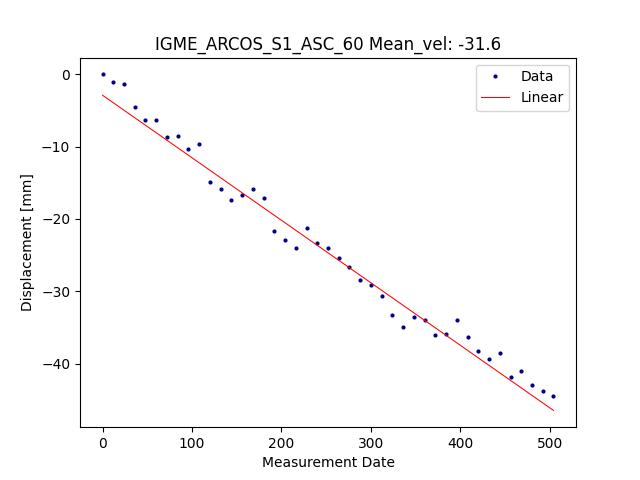 IGME_ARCOS_S1_ASC_60 Mean_vel: -31.6
Data
Linear
0
−10
−20
−30
−40
Displacement [mm]
0 100 200 300 400 500
Measurement Date